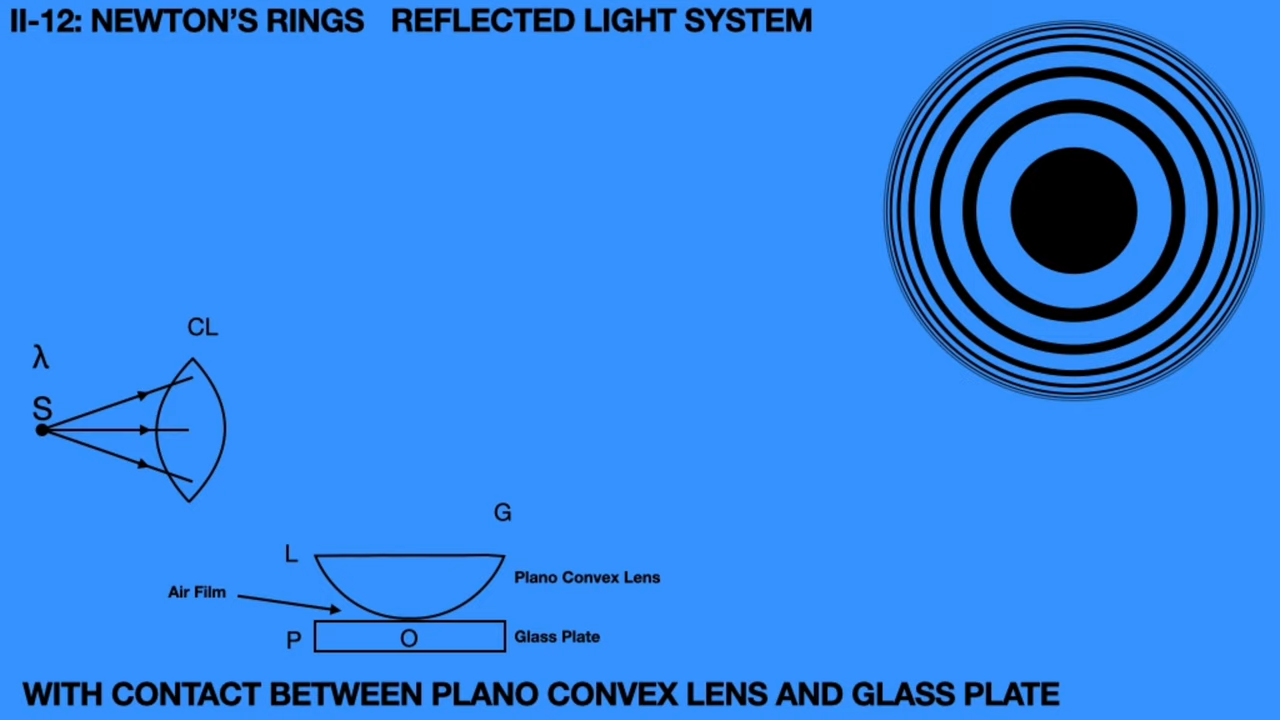 II-12: NEWTON'S RINGS REFLECTED LIGHT SYSTEM
CL
λ
S
G
L
Plano Convex Lens
Air Film
P
O
Glass Plate
WITH CONTACT BETWEEN PLANO CONVEX LENS AND GLASS PLATE